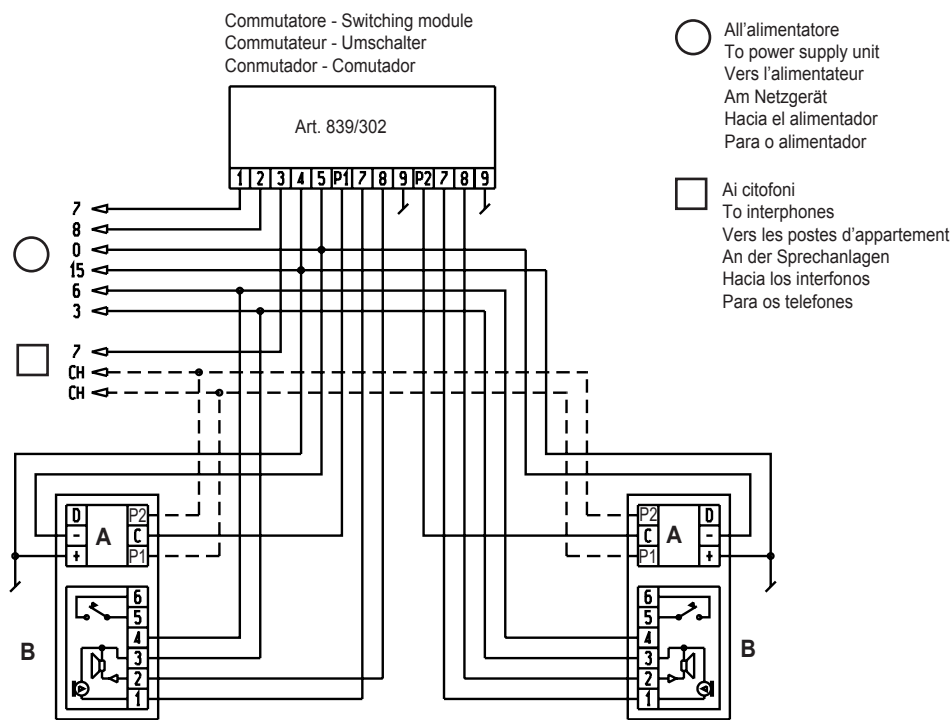 Commutatore - Switching module
Commutateur - Umschalter
Conmutador - Comutador
Art. 839/302
1 2 3 4 5 P1 7 8 9 P2 7 8 9
All'alimentatore
To power supply unit
Vers l'alimentateur
Am Netzgerät
Hacia el alimentador
Para o alimentador
Ai citofoni
To interphones
Vers les postes d'appartement
An der Sprechanlagen
Hacia los interfonos
Para os telefones
7
8
0
15
6
3
7
CH
CH
D P2
- A C
+ P1
6
5
4
B
3
2
1
P2 D
C A -
P1 +
6
5
4
B
3
2
1